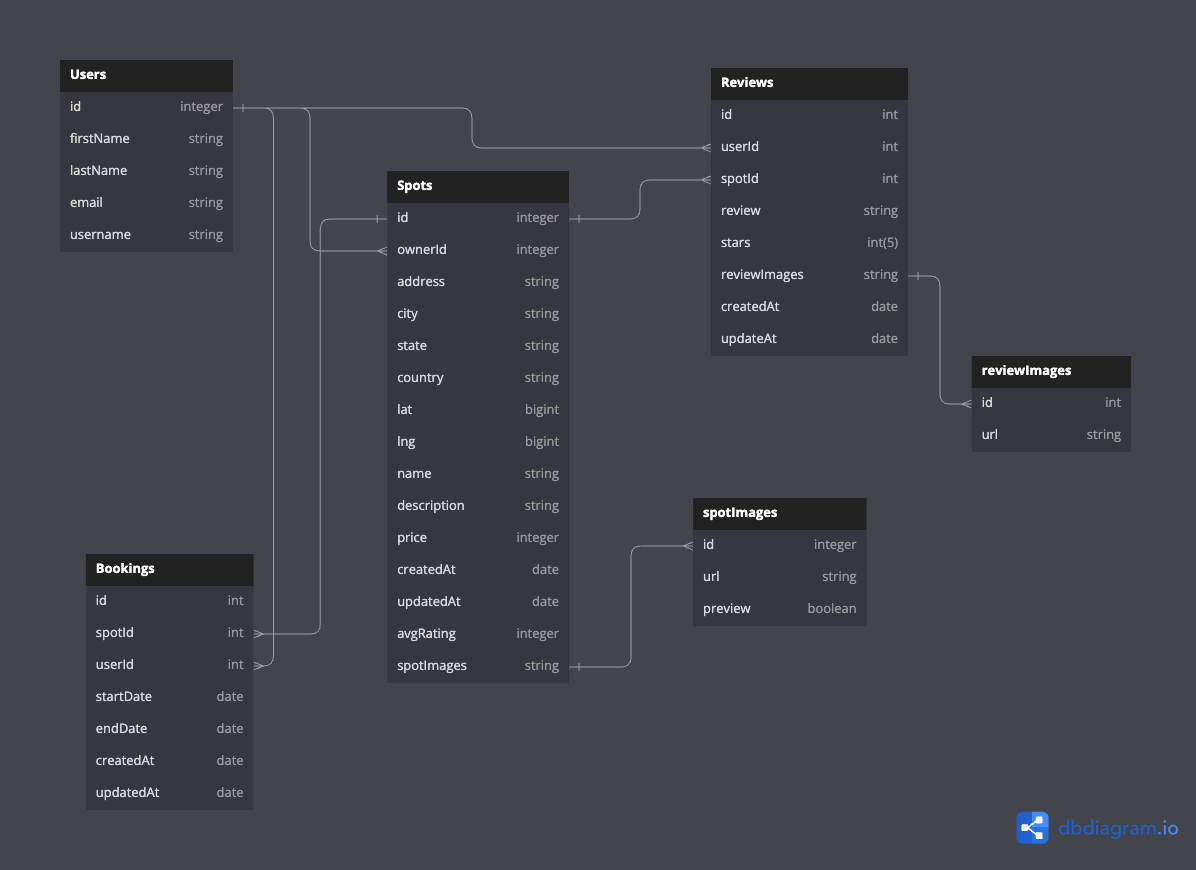 Users
id integer
firstName string
lastName string
email string
username string
Spots
id integer
ownerId integer
address string
city string
state string
country string
lat bigint
lng bigint
name string
description string
price integer
createdAt date
updatedAt date
avgRating integer
spotImages string
Reviews
id int
userId int
spotId int
review string
stars int(5)
reviewImages string
createdAt date
updateAt date
reviewImages
id int
url string
spotImages
id integer
url string
preview boolean
Bookings
id int
spotId int
userId int
startDate date
endDate date
createdAt date
updatedAt date
dbdiagram.io